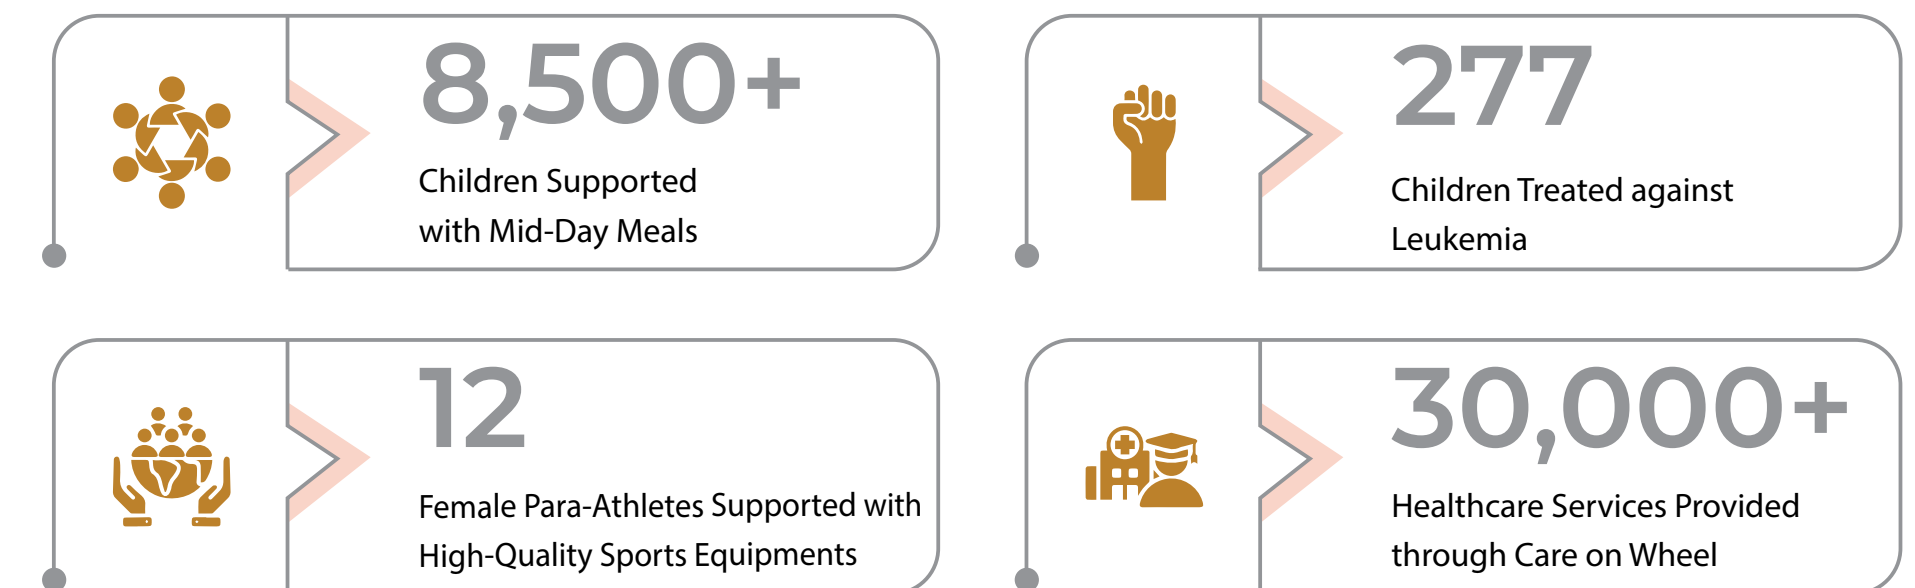 8,500+
Children Supported
with Mid-Day Meals
277
Children Treated against
Leukemia
12
Female Para-Athletes Supported with
High-Quality Sports Equipments
30,000+
Healthcare Services Provided
through Care on Wheel